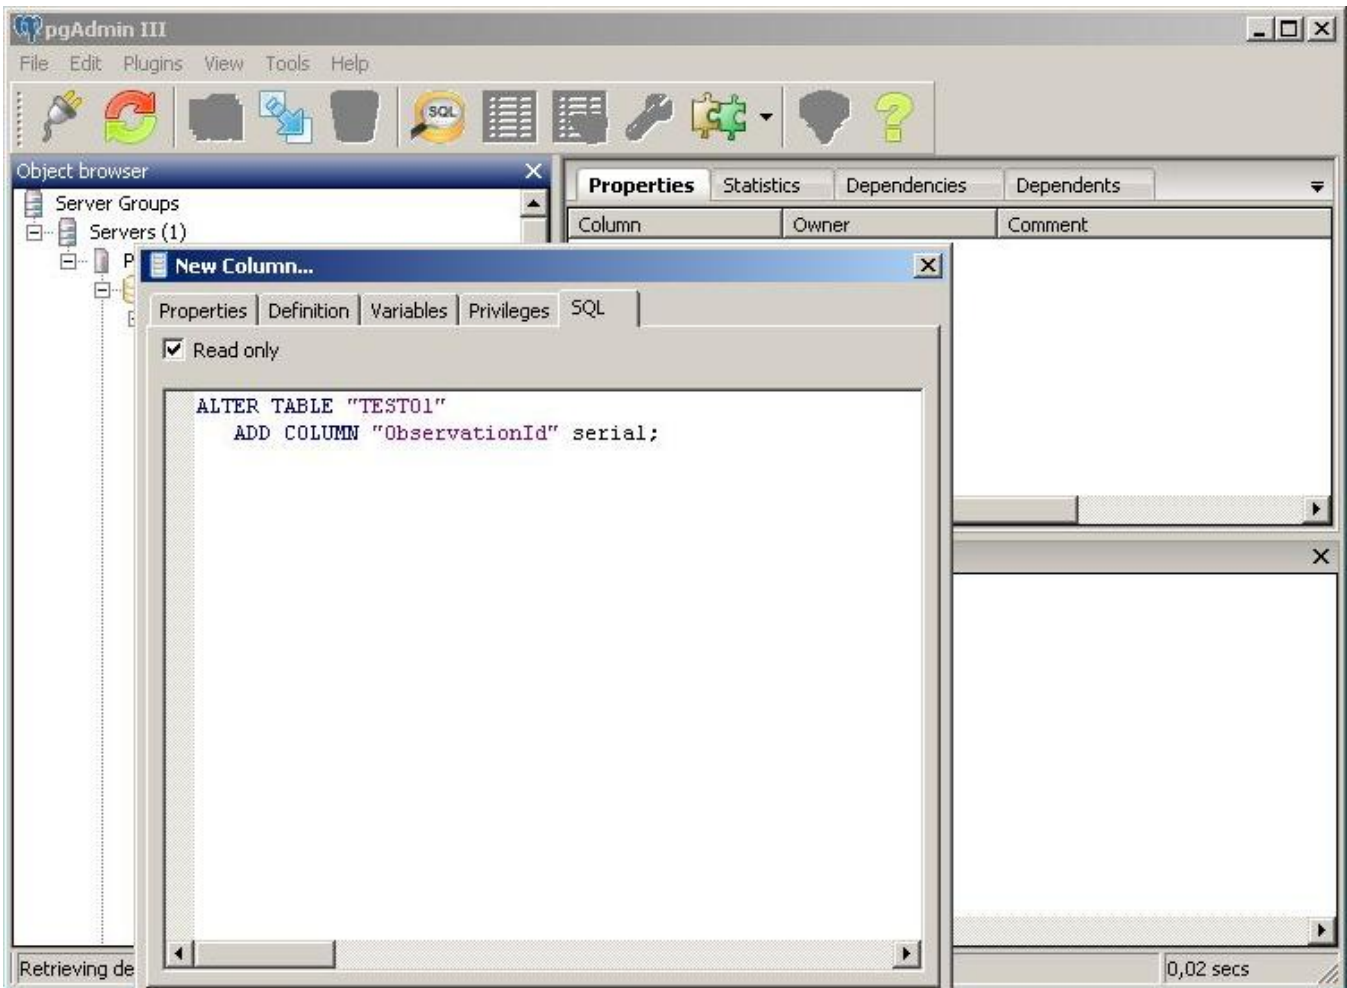 pgAdmin III
File Edit Plugins View Tools Help
SQL
Object browser
Server Groups
Servers (1)
P
Properties Statistics Dependencies Dependents
Column Owner Comment
New Column...
Properties Definition Variables Privileges SQL
Read only
ALTER TABLE "TEST01"
ADD COLUMN "ObservationId" serial;
Retrieving de
0,02 secs